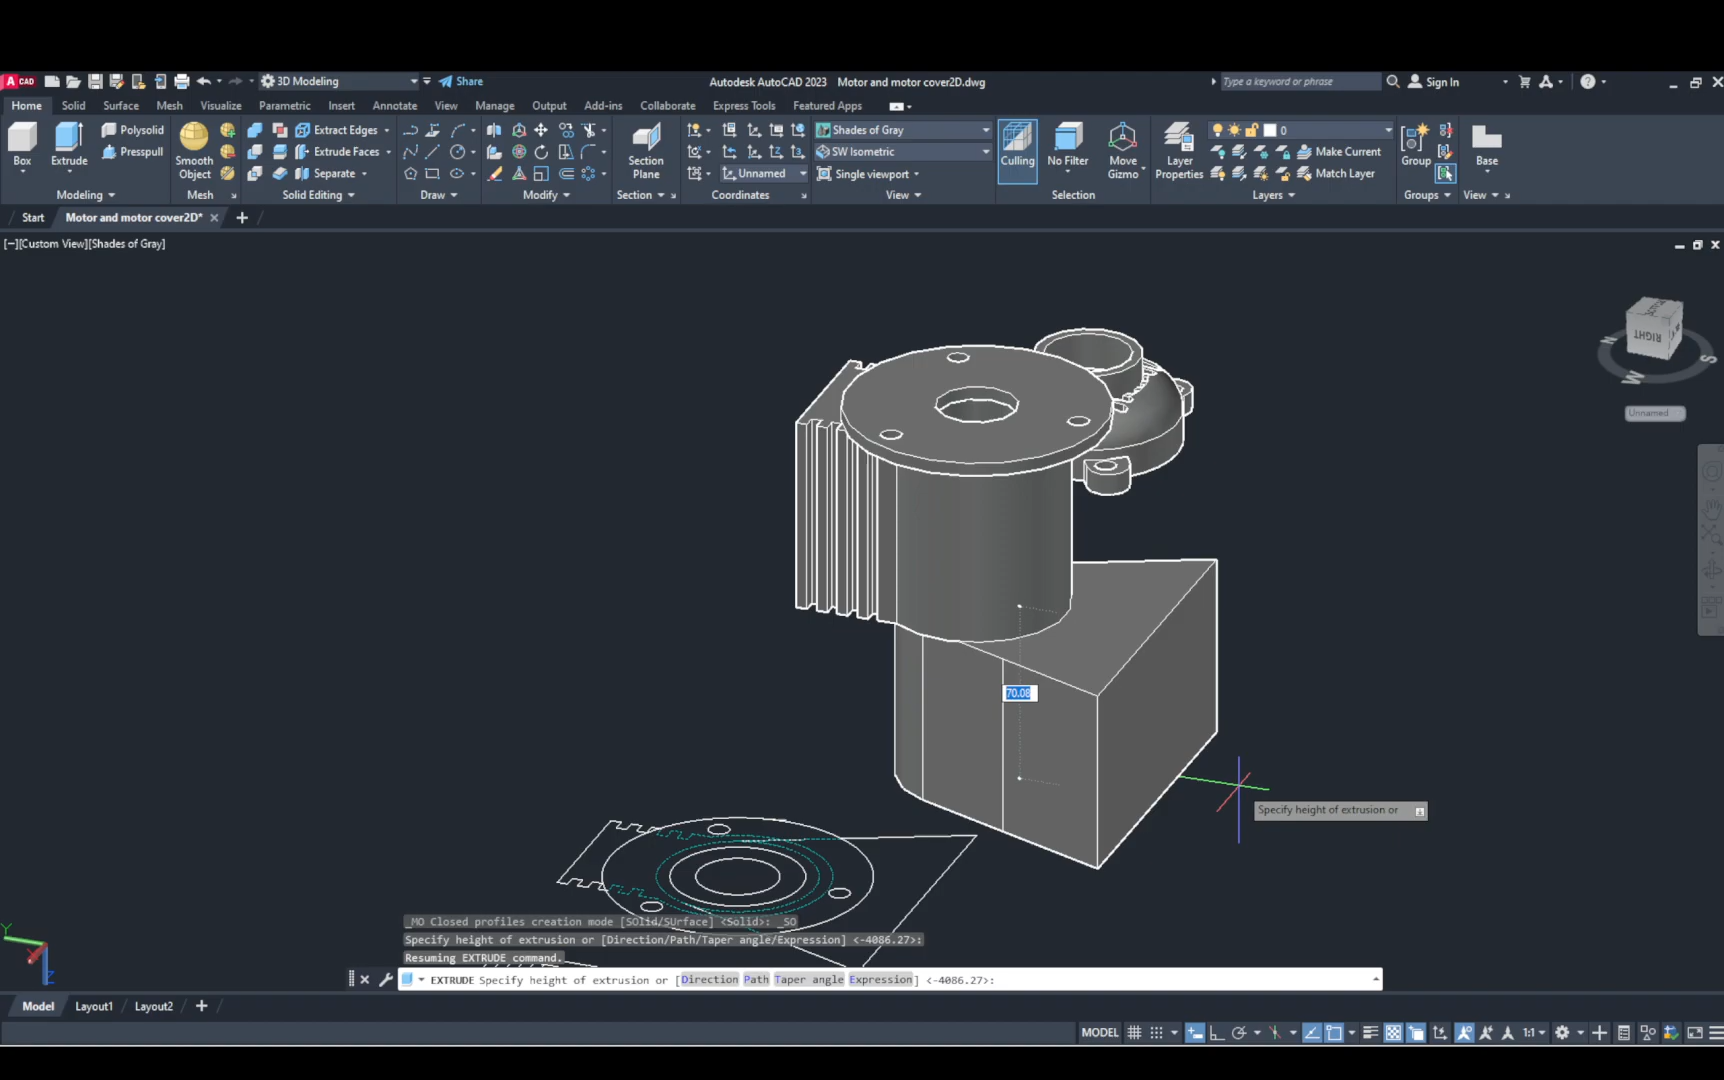 A CAD
3D Modeling
Share
Autodesk AutoCAD 2023 Motor and motor cover2D.dwg
Type a keyword or phrase
Sign In
Home Solid Surface Mesh Visualize Parametric Insert Annotate View Manage Output Add-ins Collaborate Express Tools Featured Apps
Box
Extrude
Polysolid
Presspull
Smooth Object
Extract Edges
Extrude Faces
Separate
Section Plane
Unnamed
Shades of Gray
SW Isometric
Single viewport
Culling
No Filter
Move Gizmo
Layer Properties
0
Make Current
Match Layer
Group
Base
Modeling
Mesh
Solid Editing
Draw
Modify
Section
Coordinates
View
Selection
Layers
Groups
View
Start
Motor and motor cover2D*
[−][Custom View][Shades of Gray]
RIGHT
N
S
W
Unnamed
70.08
Specify height of extrusion or
_MO Closed profiles creation mode [SOlid/SUrface] <Solid>: _SO
Specify height of extrusion or [Direction/Path/Taper angle/Expression] <-4086.27>:
Resuming EXTRUDE command.
EXTRUDE Specify height of extrusion or [Direction Path Taper angle Expression] <-4086.27>:
Y
Z
Model
Layout1
Layout2
MODEL
1:1